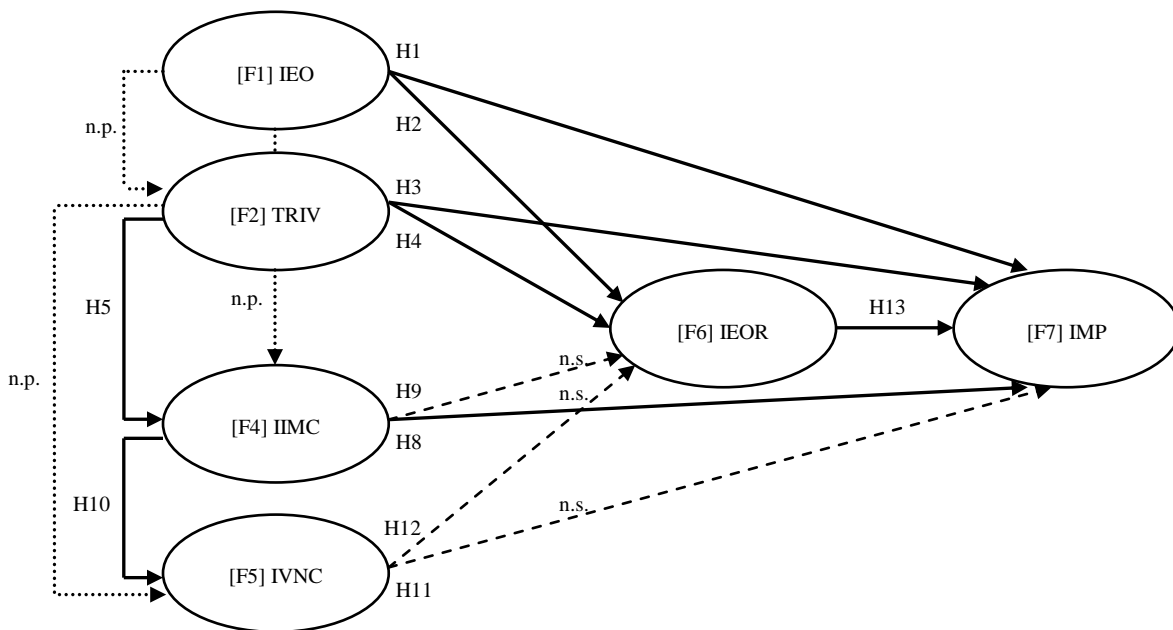 H1
[F1] IEO
n.p.
H2
H3
[F2] TRIV
H4
H5
n.p.
H13
[F6] IEOR
[F7] IMP
n.s.
n.p.
H9
n.s.
[F4] IIMC
H8
H10
n.s.
H12
[F5] IVNC
H11